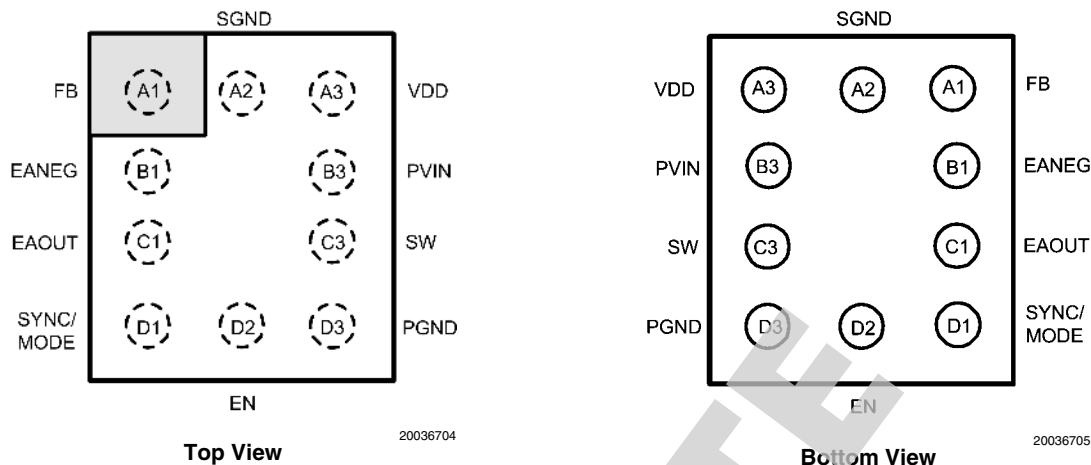 SGND
FB A1 A2 A3 VDD
EANEG B1 B3 PVIN
EAOUT C1 C3 SW
SYNC/
MODE D1 D2 D3 PGND
EN
20036704
Top View
SGND
VDD A3 A2 A1 FB
PVIN B3 B1 EANEG
SW C3 C1 EAOUT
PGND D3 D2 D1 SYNC/
MODE
EN
20036705
Bottom View
TE